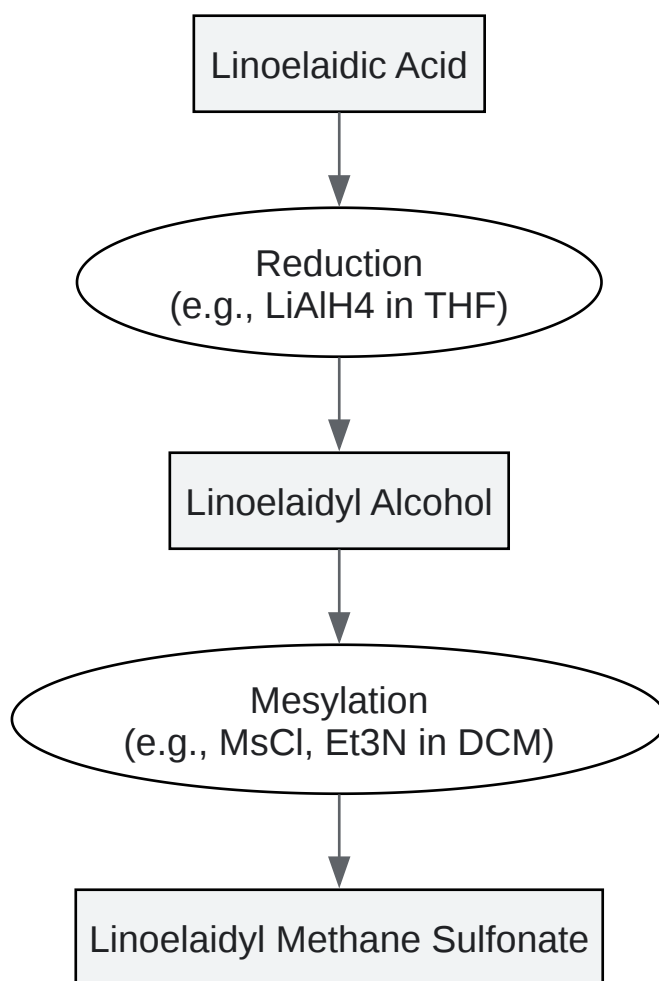 Linoelaidic Acid
Reduction
(e.g., LiAlH4 in THF)
Linoelaidyl Alcohol
Mesylation
(e.g., MsCl, Et3N in DCM)
Linoelaidyl Methane Sulfonate